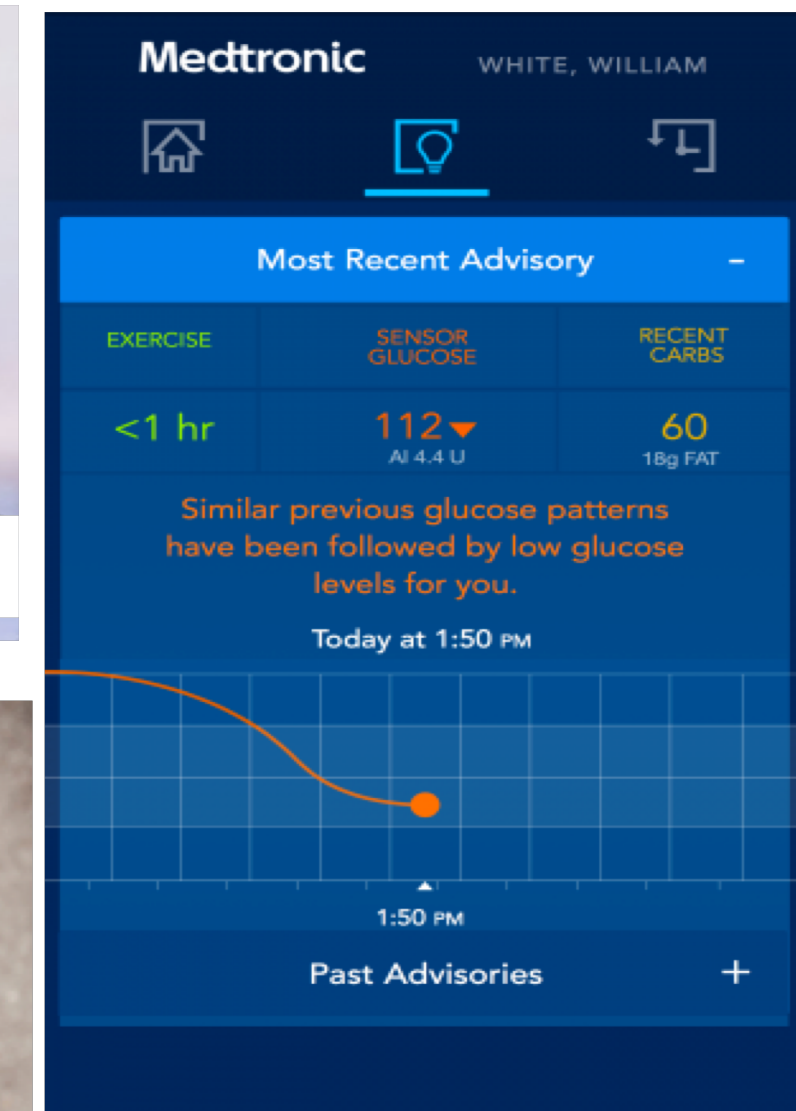 Medtronic
WHITE, WILLIAM
Most Recent Advisory -
EXERCISE
SENSOR
GLUCOSE
RECENT
CARBS
<1 hr
112
AI 4.4 U
60
18g FAT
Similar previous glucose patterns
have been followed by low glucose
levels for you.
Today at 1:50 PM
1:50 PM
Past Advisories +